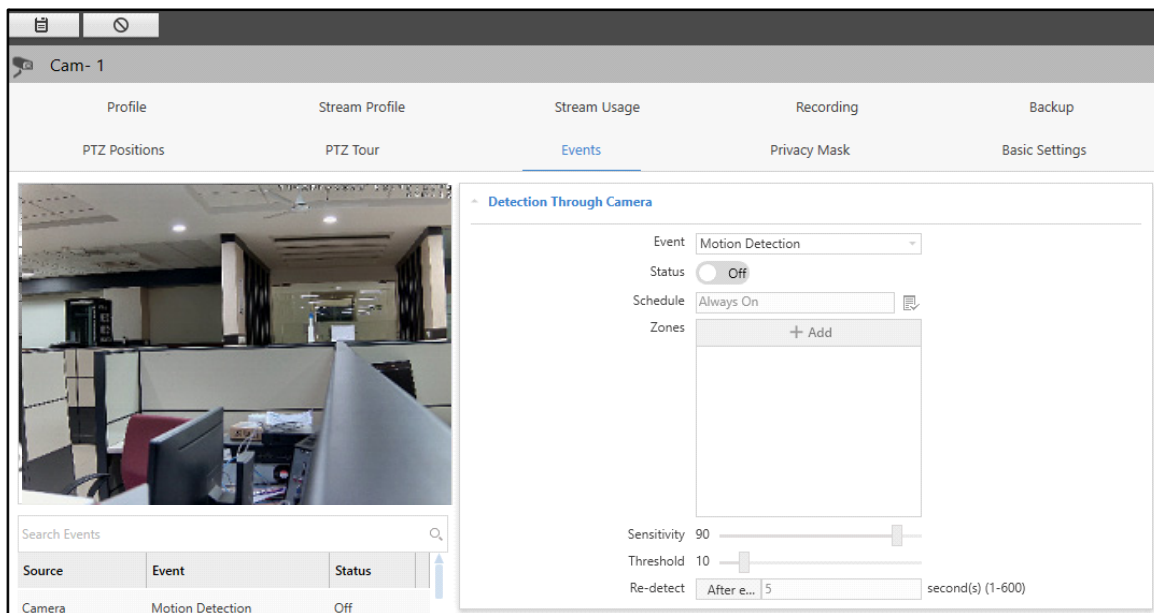 Cam- 1
Profile Stream Profile Stream Usage Recording Backup
PTZ Positions PTZ Tour Events Privacy Mask Basic Settings
Detection Through Camera
Event Motion Detection
Status Off
Schedule Always On
Zones + Add
Search Events
Source Event Status
Camera Motion Detection Off
Sensitivity 90
Threshold 10
Re-detect After e... 5 second(s) (1-600)